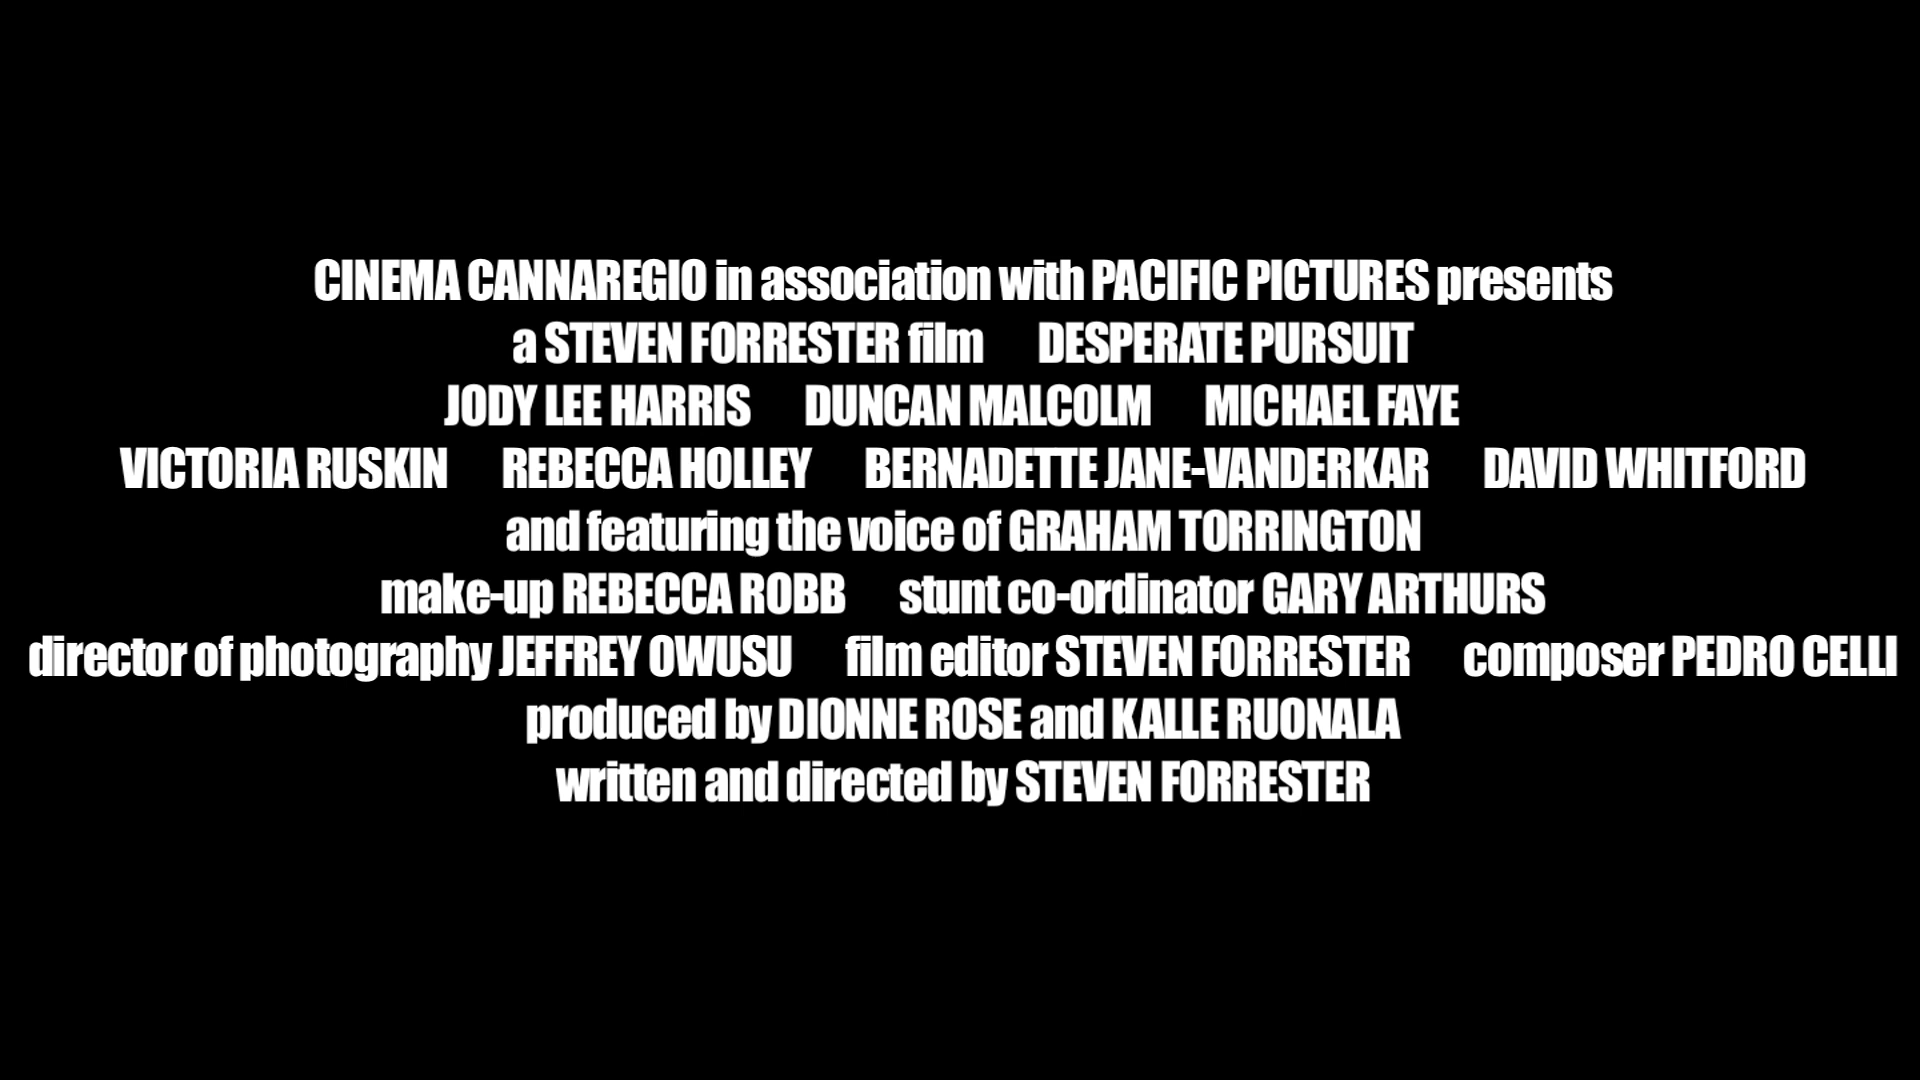 CINEMA CANNAREGIO in association with PACIFIC PICTURES presents
a STEVEN FORRESTER film DESPERATE PURSUIT
JODY LEE HARRIS DUNCAN MALCOLM MICHAEL FAYE
VICTORIA RUSKIN REBECCA HOLLEY BERNADETTE JANE-VANDERKAR DAVID WHITFORD
and featuring the voice of GRAHAM TORRINGTON
make-up REBECCA ROBB stunt co-ordinator GARY ARTHURS
director of photography JEFFREY OWUSU film editor STEVEN FORRESTER composer PEDRO CELLI
produced by DIONNE ROSE and KALLE RUONALA
written and directed by STEVEN FORRESTER